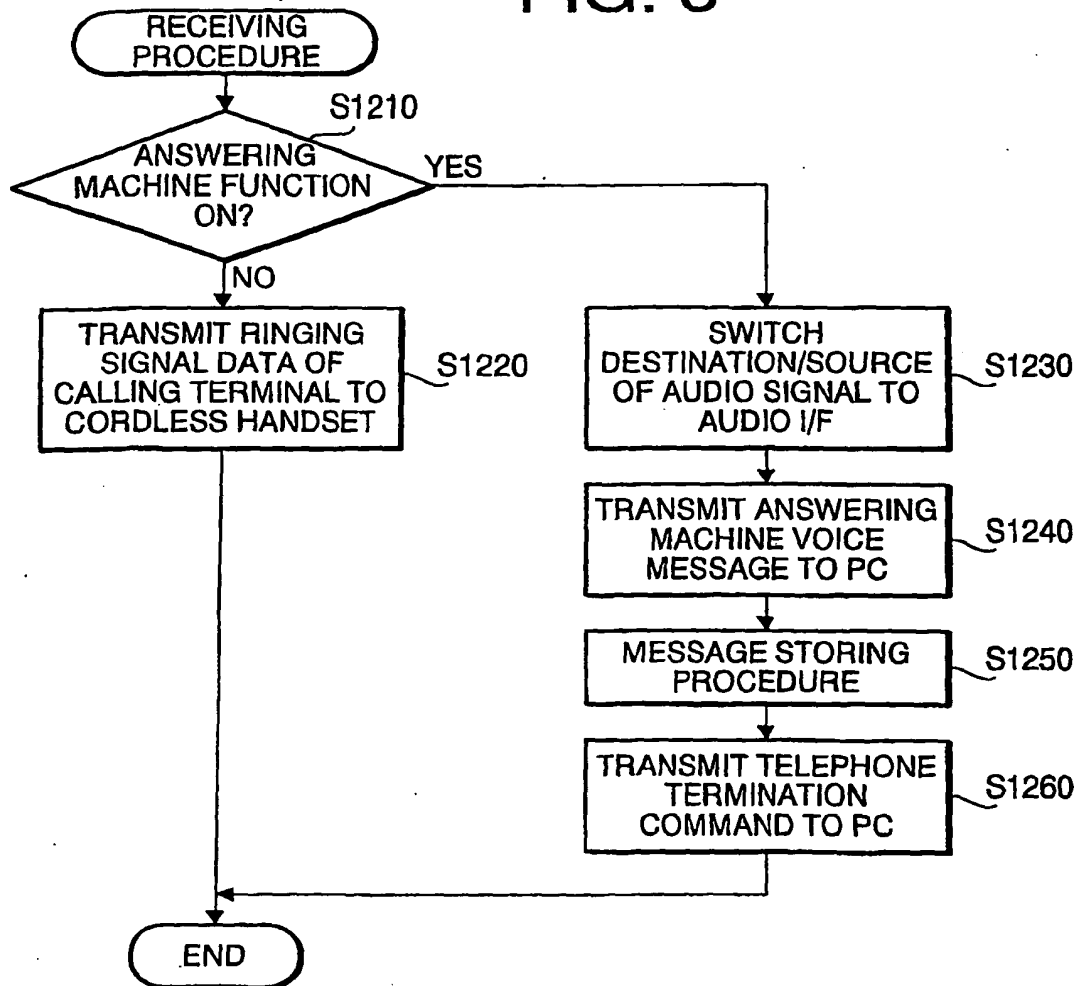 RECEIVING
PROCEDURE
S1210
ANSWERING
MACHINE FUNCTION
ON?
YES
NO
TRANSMIT RINGING
SIGNAL DATA OF
CALLING TERMINAL TO
CORDLESS HANDSET
S1220
SWITCH
DESTINATION/SOURCE
OF AUDIO SIGNAL TO
AUDIO I/F
S1230
TRANSMIT ANSWERING
MACHINE VOICE
MESSAGE TO PC
S1240
MESSAGE STORING
PROCEDURE
S1250
TRANSMIT TELEPHONE
TERMINATION
COMMAND TO PC
S1260
END